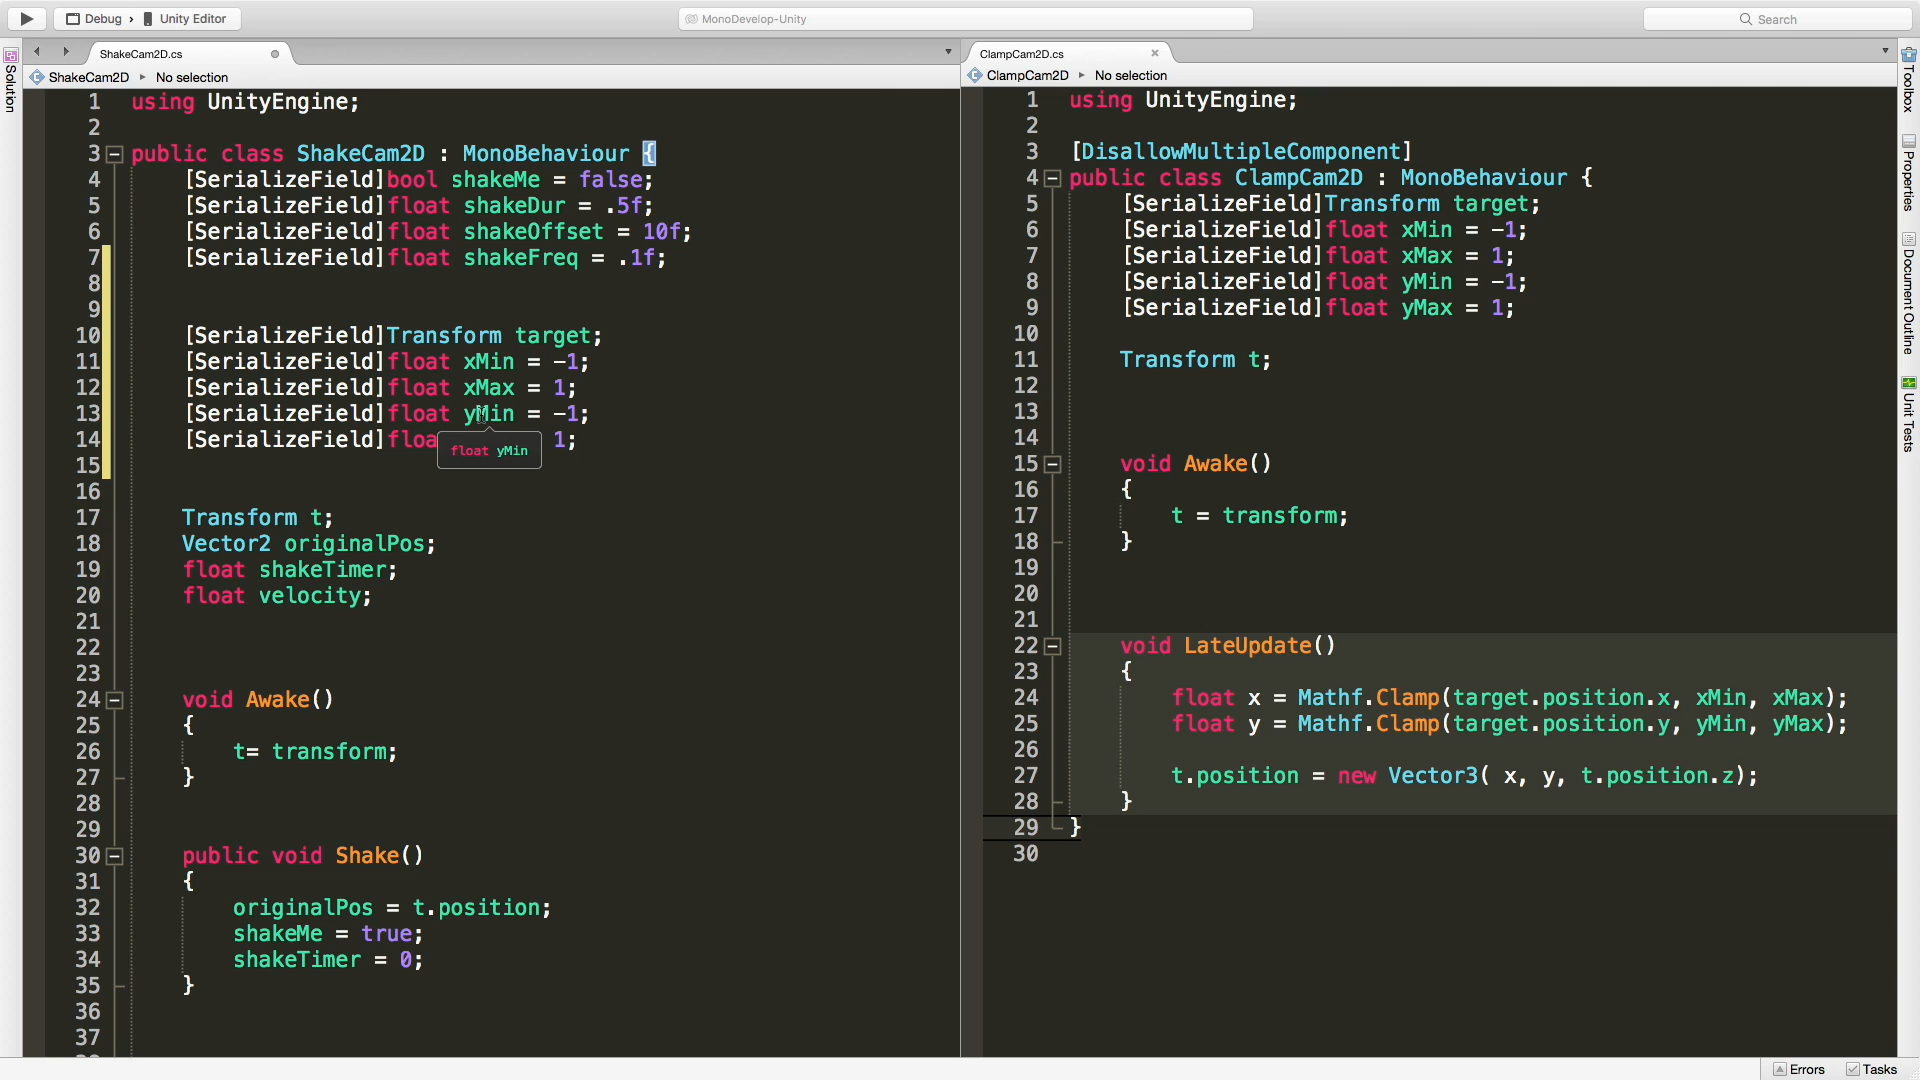 Debug › Unity Editor
MonoDevelop-Unity
Search
Solution
ShakeCam2D.cs
ShakeCam2D ▸ No selection
1 using UnityEngine;
2
3 public class ShakeCam2D : MonoBehaviour {
4 [SerializeField]bool shakeMe = false;
5 [SerializeField]float shakeDur = .5f;
6 [SerializeField]float shakeOffset = 10f;
7 [SerializeField]float shakeFreq = .1f;
8
9
10 [SerializeField]Transform target;
11 [SerializeField]float xMin = -1;
12 [SerializeField]float xMax = 1;
13 [SerializeField]float yMin = -1;
14 [SerializeField]floa 1;
float yMin
15
16
17 Transform t;
18 Vector2 originalPos;
19 float shakeTimer;
20 float velocity;
21
22
23
24 void Awake()
25 {
26 t= transform;
27 }
28
29
30 public void Shake()
31 {
32 originalPos = t.position;
33 shakeMe = true;
34 shakeTimer = 0;
35 }
36
37
ClampCam2D.cs
ClampCam2D ▸ No selection
1 using UnityEngine;
2
3 [DisallowMultipleComponent]
4 public class ClampCam2D : MonoBehaviour {
5 [SerializeField]Transform target;
6 [SerializeField]float xMin = -1;
7 [SerializeField]float xMax = 1;
8 [SerializeField]float yMin = -1;
9 [SerializeField]float yMax = 1;
10
11 Transform t;
12
13
14
15 void Awake()
16 {
17 t = transform;
18 }
19
20
21
22 void LateUpdate()
23 {
24 float x = Mathf.Clamp(target.position.x, xMin, xMax);
25 float y = Mathf.Clamp(target.position.y, yMin, yMax);
26
27 t.position = new Vector3( x, y, t.position.z);
28 }
29 }
30
Toolbox
Properties
Document Outline
Unit Tests
Errors
Tasks